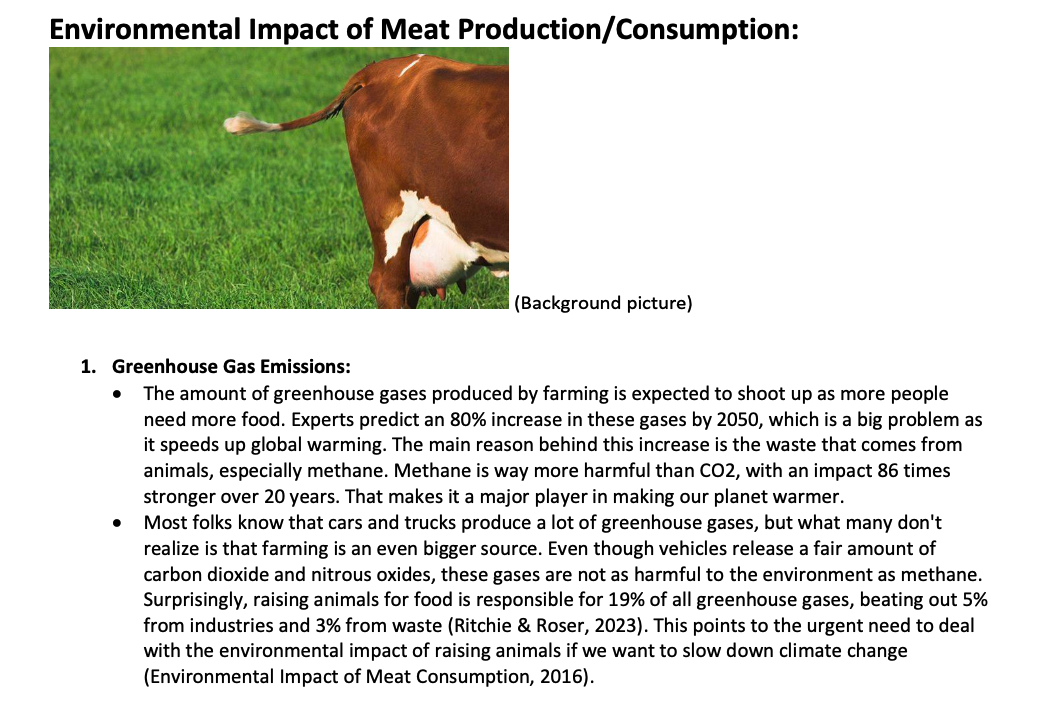 Environmental Impact of Meat Production/Consumption:
(Background picture)
1. Greenhouse Gas Emissions:
• The amount of greenhouse gases produced by farming is expected to shoot up as more people
need more food. Experts predict an 80% increase in these gases by 2050, which is a big problem as
it speeds up global warming. The main reason behind this increase is the waste that comes from
animals, especially methane. Methane is way more harmful than CO2, with an impact 86 times
stronger over 20 years. That makes it a major player in making our planet warmer.
• Most folks know that cars and trucks produce a lot of greenhouse gases, but what many don't
realize is that farming is an even bigger source. Even though vehicles release a fair amount of
carbon dioxide and nitrous oxides, these gases are not as harmful to the environment as methane.
Surprisingly, raising animals for food is responsible for 19% of all greenhouse gases, beating out 5%
from industries and 3% from waste (Ritchie & Roser, 2023). This points to the urgent need to deal
with the environmental impact of raising animals if we want to slow down climate change
(Environmental Impact of Meat Consumption, 2016).